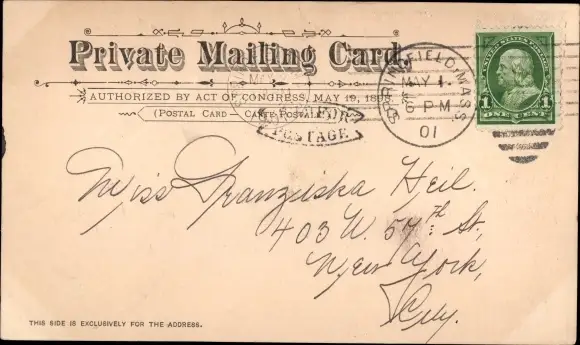 Private Mailing Card
AUTHORIZED BY ACT OF CONGRESS, MAY 19, 1898
(POSTAL CARD – CARTE POSTALE)
POSTAGE
SPRINGFIELD, MASS.
MAY 1
6 PM
01
1 1
ONE CENT
Miss Franziska Heil.
403 W. 57th St,
New York,
City.
THIS SIDE IS EXCLUSIVELY FOR THE ADDRESS.